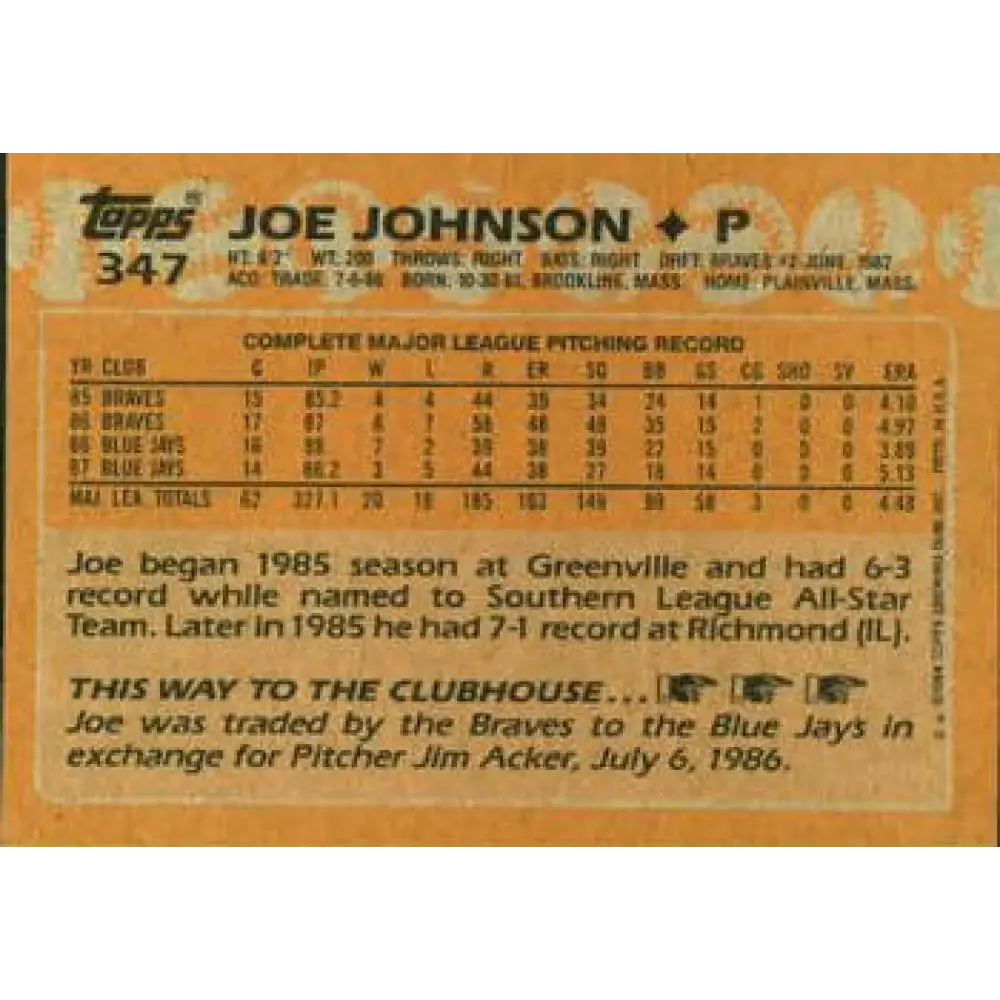 topps® JOE JOHNSON ✦ P
347
HT. 6'2" WT. 200 THROWS: RIGHT BATS: RIGHT DRFT: BRAVES #2-JUNE, 1982
ACQ: TRADE, 7-6-86 BORN: 10-30-61, BROOKLINE, MASS. HOME: PLAINVILLE, MASS.
COMPLETE MAJOR LEAGUE PITCHING RECORD
YR CLUB G IP W L R ER SO BB GS CG SHO SV ERA
85 BRAVES 15 85.2 4 4 44 39 34 24 14 1 0 0 4.10
86 BRAVES 17 87 6 7 58 48 49 35 15 2 0 0 4.97
86 BLUE JAYS 16 88 7 2 39 38 39 22 15 0 0 0 3.89
87 BLUE JAYS 14 66.2 3 5 44 38 27 18 14 0 0 0 5.13
MAJ. LEA. TOTALS 62 327.1 20 18 185 163 149 99 58 3 0 0 4.48
Joe began 1985 season at Greenville and had 6-3
record while named to Southern League All-Star
Team. Later in 1985 he had 7-1 record at Richmond (IL).
THIS WAY TO THE CLUBHOUSE...
Joe was traded by the Braves to the Blue Jays in
exchange for Pitcher Jim Acker, July 6, 1986.